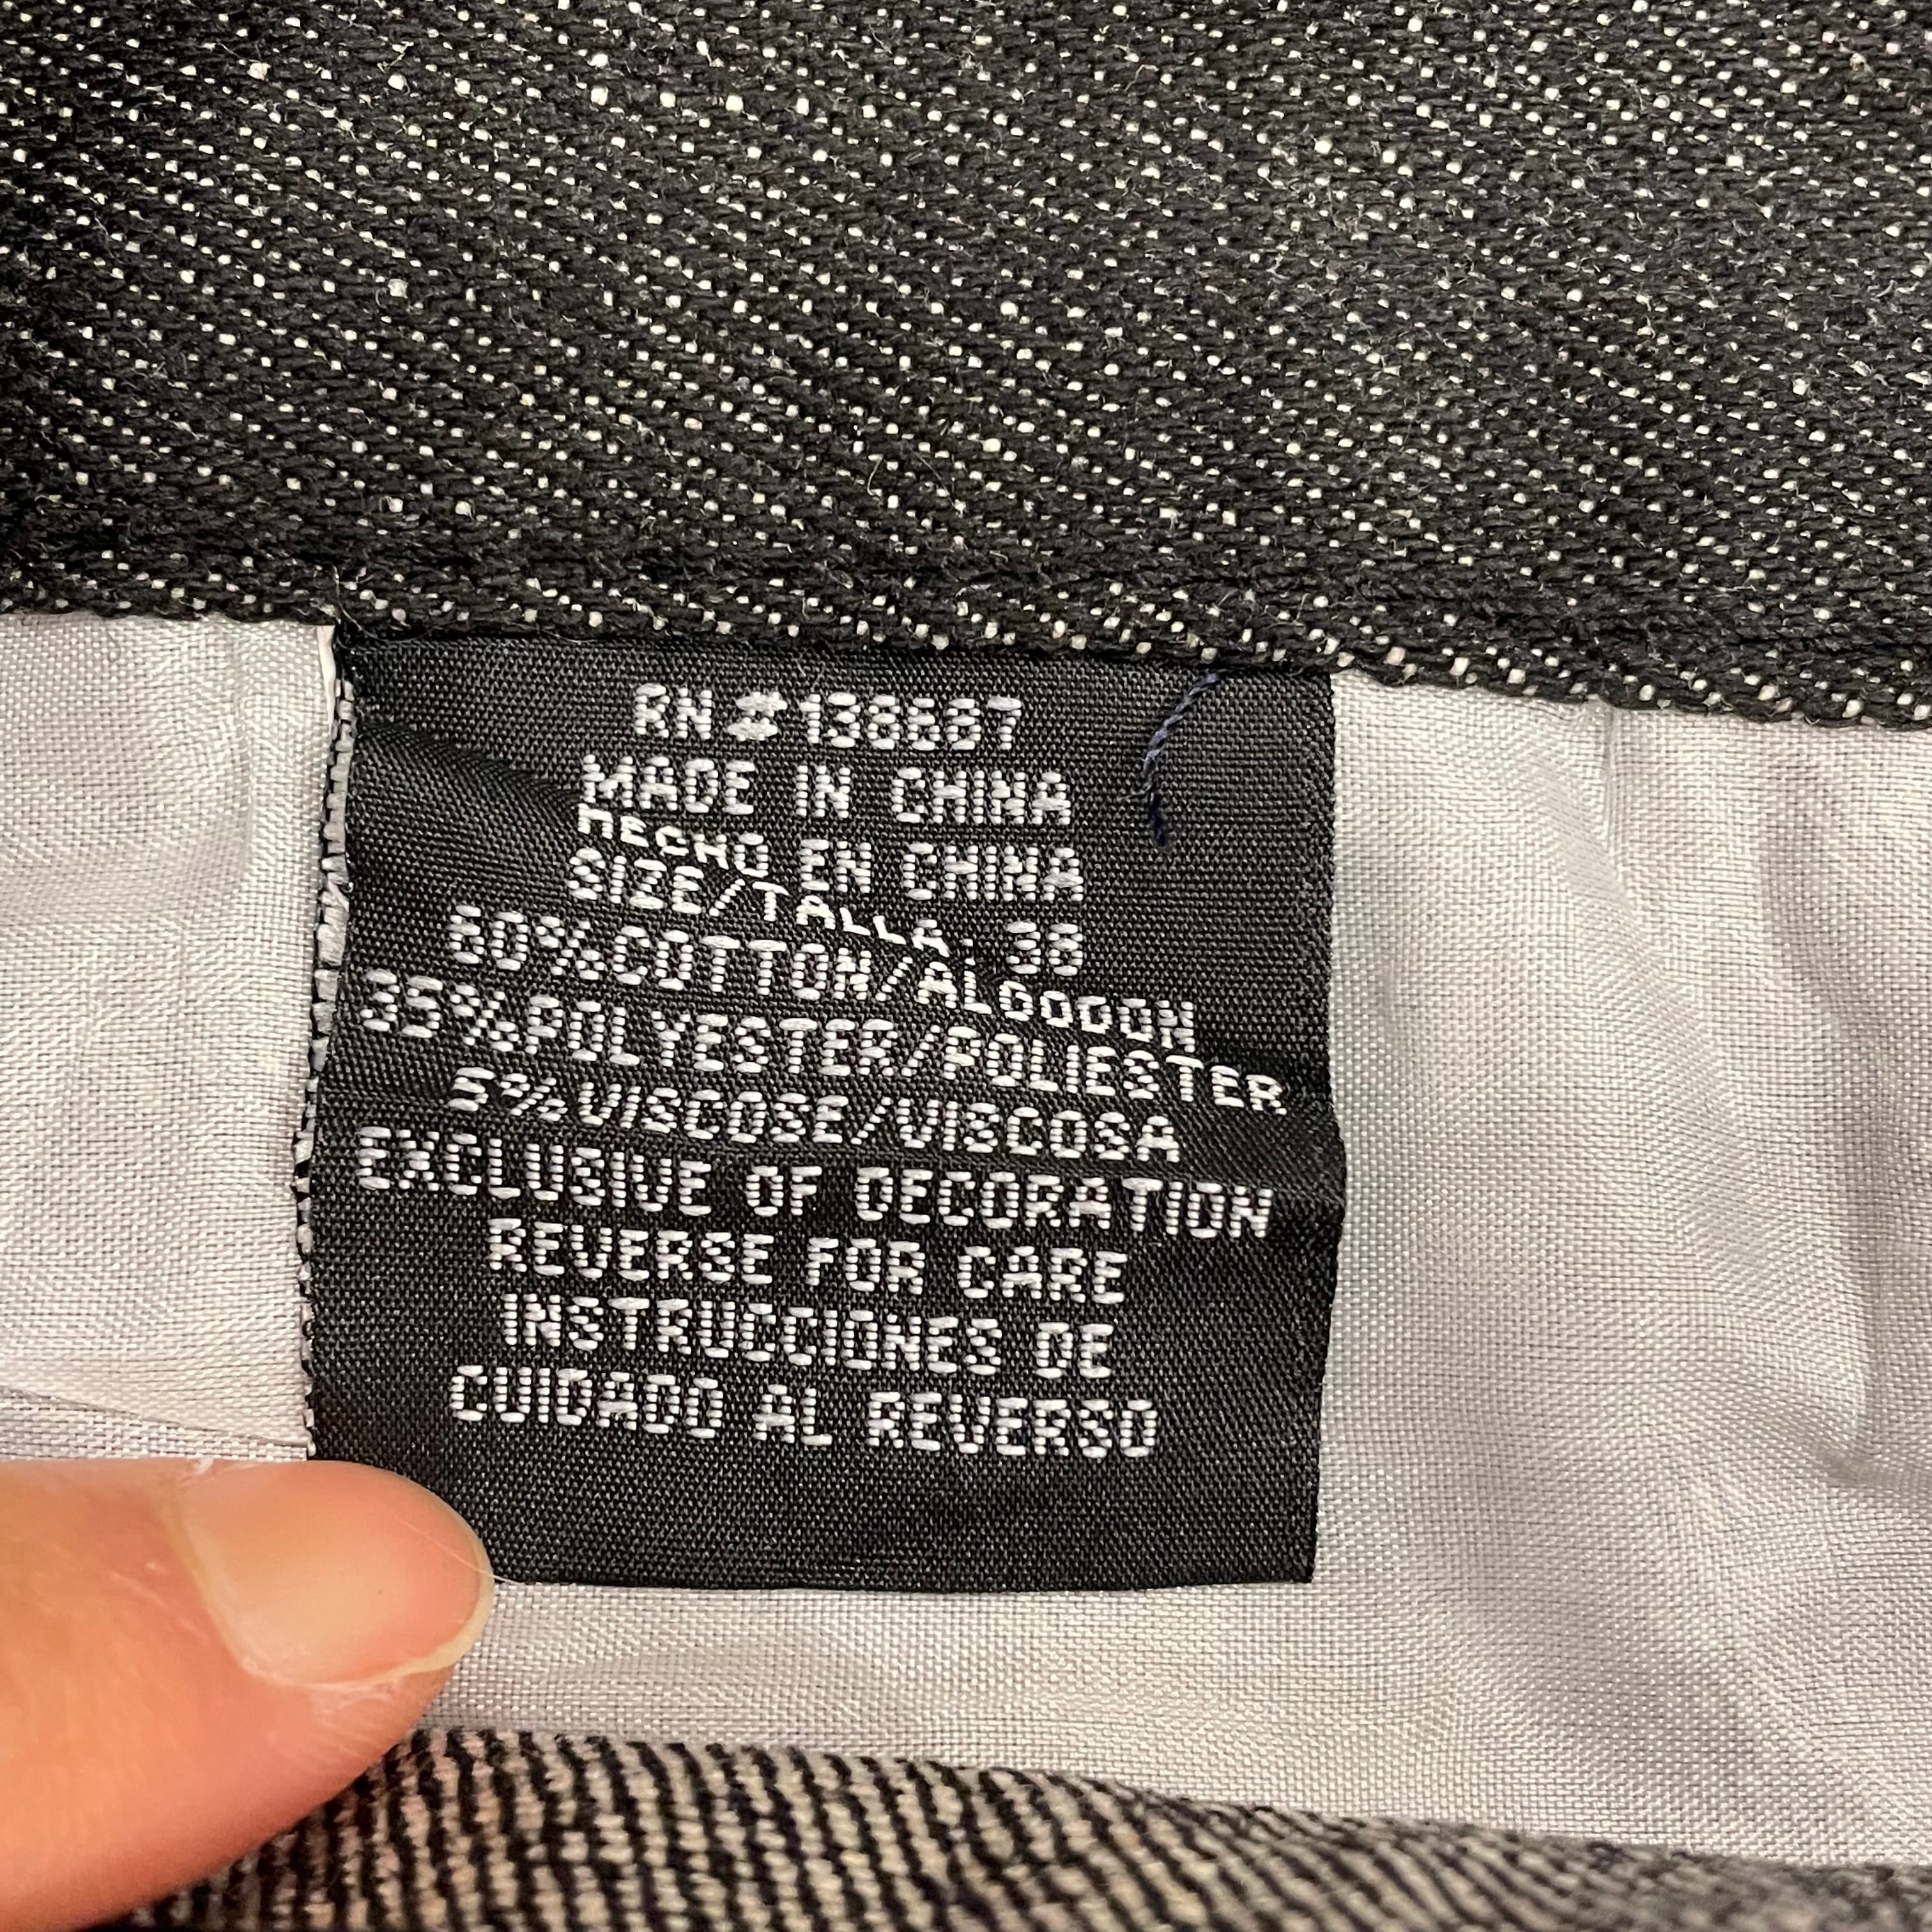 RN#138687
MADE IN CHINA
HECHO EN CHINA
SIZE/TALLA: 38
60%COTTON/ALGODON
35%POLYESTER/POLIESTER
5%VISCOSE/VISCOSA
EXCLUSIVE OF DECORATION
REVERSE FOR CARE
INSTRUCCIONES DE
CUIDADO AL REVERSO